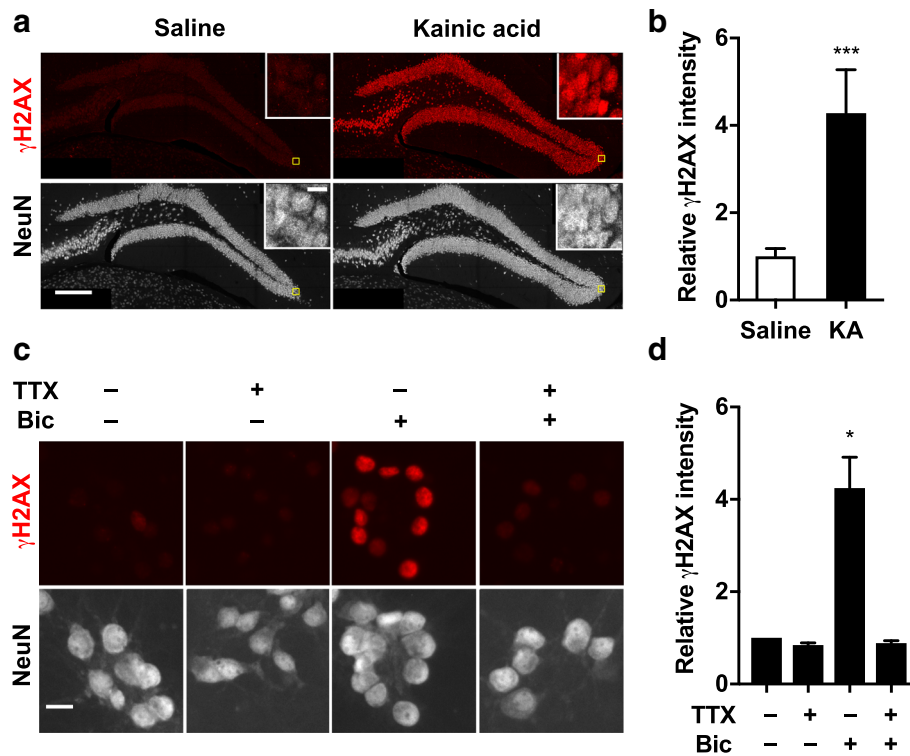 a
Saline
Kainic acid
γH2AX
NeuN
b
Relative γH2AX intensity
6
4
2
0
***
Saline
KA
c
TTX – + – +
Bic – – + +
γH2AX
NeuN
d
Relative γH2AX intensity
6
4
2
0
*
TTX – + – +
Bic – – + +